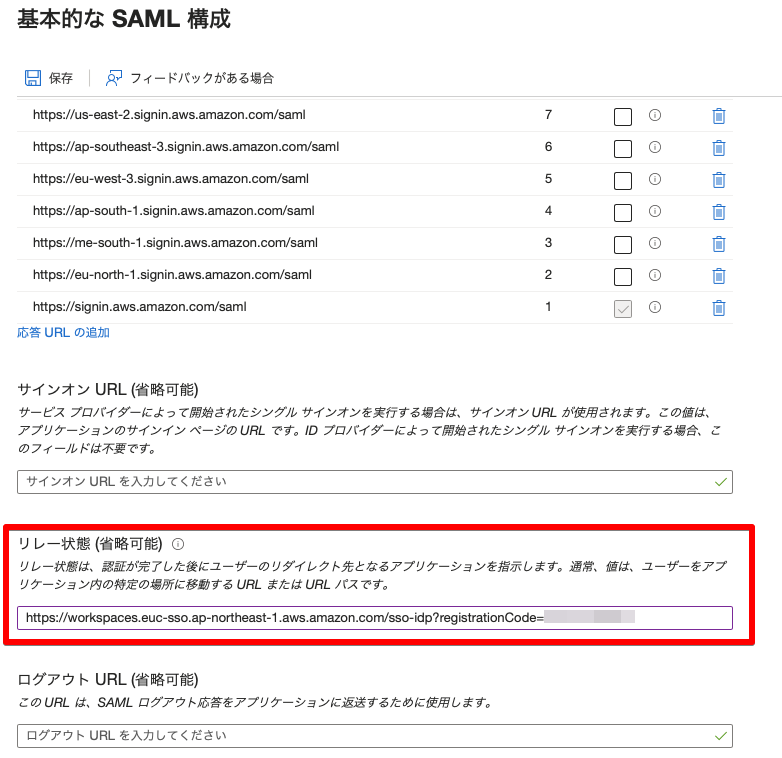 基本的な SAML 構成
保存 フィードバックがある場合
https://us-east-2.signin.aws.amazon.com/saml 7
https://ap-southeast-3.signin.aws.amazon.com/saml 6
https://eu-west-3.signin.aws.amazon.com/saml 5
https://ap-south-1.signin.aws.amazon.com/saml 4
https://me-south-1.signin.aws.amazon.com/saml 3
https://eu-north-1.signin.aws.amazon.com/saml 2
https://signin.aws.amazon.com/saml 1
応答 URL の追加
サインオン URL (省略可能)
サービス プロバイダーによって開始されたシングル サインオンを実行する場合は、サインオン URL が使用されます。この値は、
アプリケーションのサインイン ページの URL です。ID プロバイダーによって開始されたシングル サインオンを実行する場合、こ
のフィールドは不要です。
サインオン URL を入力してください
リレー状態 (省略可能)
リレー状態は、認証が完了した後にユーザーのリダイレクト先となるアプリケーションを指示します。通常、値は、ユーザーをアプ
リケーション内の特定の場所に移動する URL または URL パスです。
https://workspaces.euc-sso.ap-northeast-1.aws.amazon.com/sso-idp?registrationCode=
ログアウト URL (省略可能)
この URL は、SAML ログアウト応答をアプリケーションに返送するために使用します。
ログアウト URL を入力してください